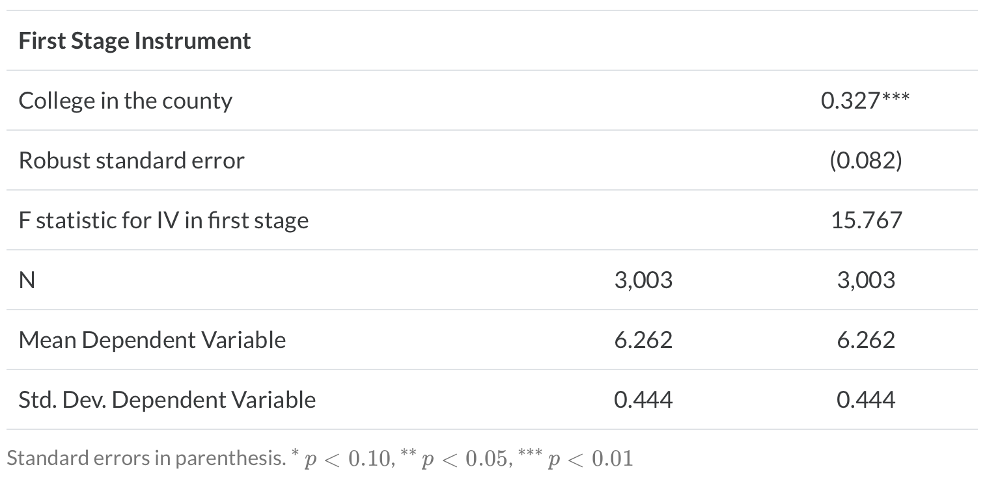 First Stage Instrument
College in the county 0.327***
Robust standard error (0.082)
F statistic for IV in first stage 15.767
N 3,003 3,003
Mean Dependent Variable 6.262 6.262
Std. Dev. Dependent Variable 0.444 0.444
Standard errors in parenthesis. * p < 0.10, ** p < 0.05, *** p < 0.01